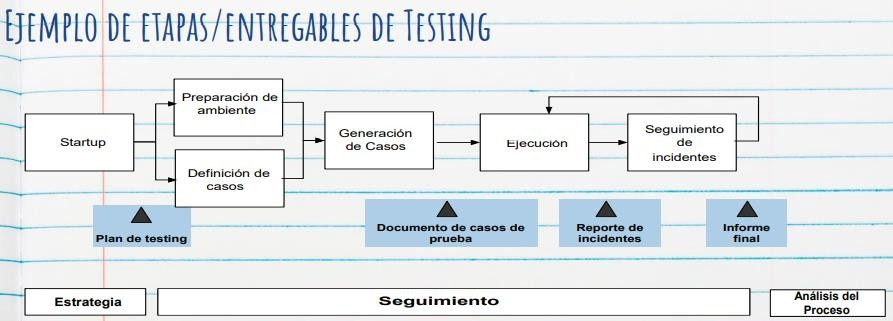 EJEMPLO DE ETAPAS/ENTREGABLES DE TESTING
Startup
Preparación de
ambiente
Definición de
casos
Generación
de Casos
Ejecución
Seguimiento
de
incidentes
Plan de testing
Documento de casos de
prueba
Reporte de
incidentes
Informe
final
Estrategia
Seguimiento
Análisis del
Proceso